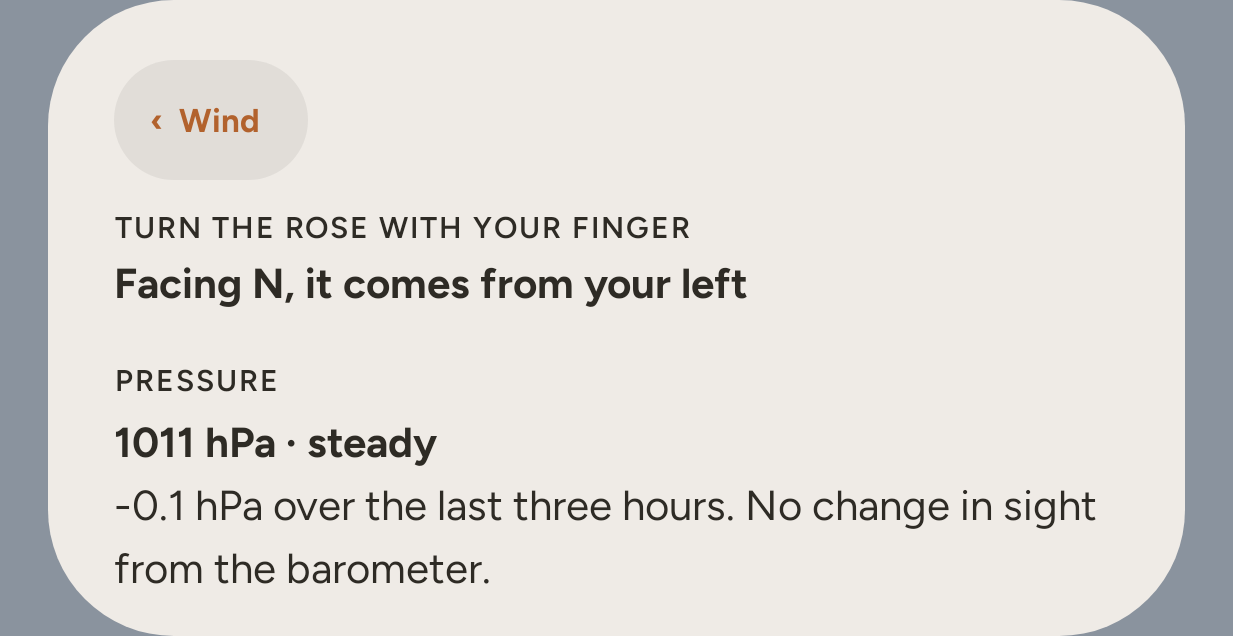 ‹ Wind
TURN THE ROSE WITH YOUR FINGER
Facing N, it comes from your left
PRESSURE
1011 hPa · steady
-0.1 hPa over the last three hours. No change in sight
from the barometer.